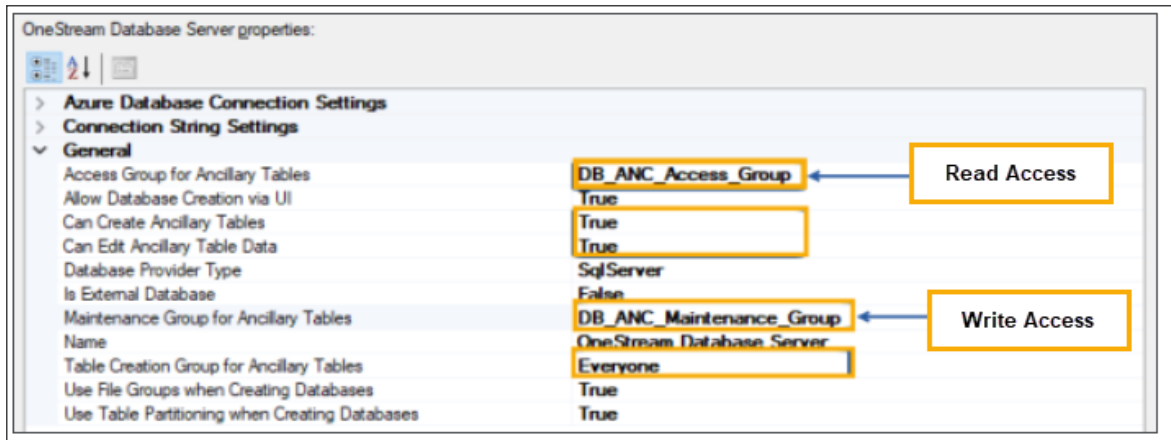 OneStream Database Server properties:
Azure Database Connection Settings
Connection String Settings
General
Access Group for Ancillary Tables DB_ANC_Access_Group Read Access
Allow Database Creation via UI True
Can Create Ancillary Tables True
Can Edit Ancillary Table Data True
Database Provider Type SqlServer
Is External Database False
Maintenance Group for Ancillary Tables DB_ANC_Maintenance_Group Write Access
Name OneStream Database Server
Table Creation Group for Ancillary Tables Everyone
Use File Groups when Creating Databases True
Use Table Partitioning when Creating Databases True